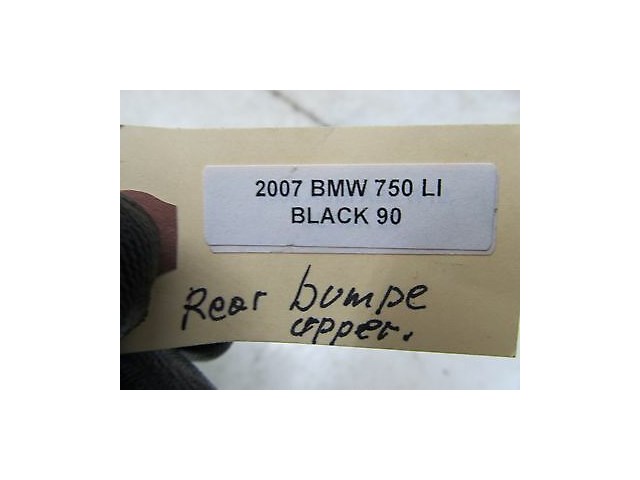 2007 BMW 750 LI
BLACK 90
Rear bumpe
upper.